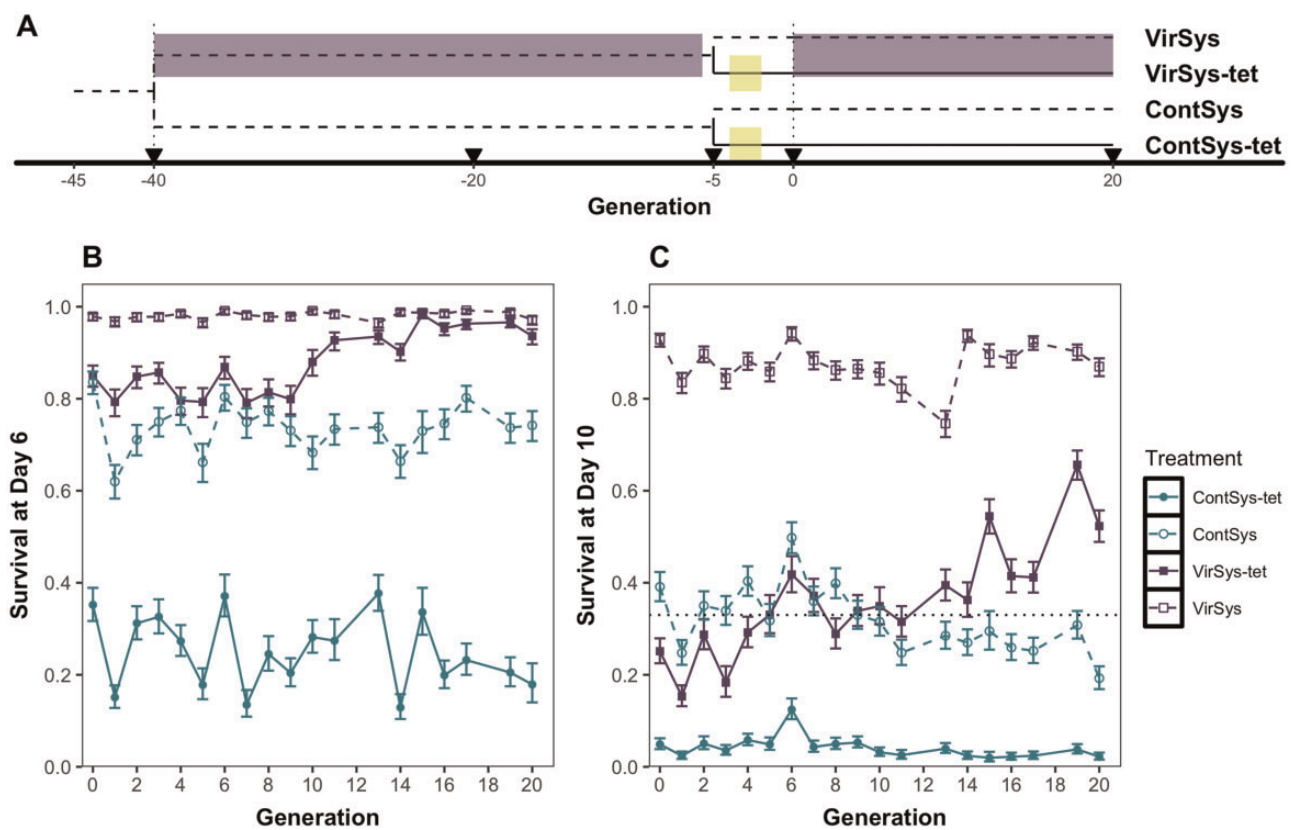 A
VirSys
VirSys-tet
ContSys
ContSys-tet
-45 -40 -20 -5 0 20
Generation
B
Survival at Day 6
1.0
0.8
0.6
0.4
0.2
0.0
0 2 4 6 8 10 12 14 16 18 20
Generation
C
Survival at Day 10
1.0
0.8
0.6
0.4
0.2
0.0
0 2 4 6 8 10 12 14 16 18 20
Generation
Treatment
ContSys-tet
ContSys
VirSys-tet
VirSys